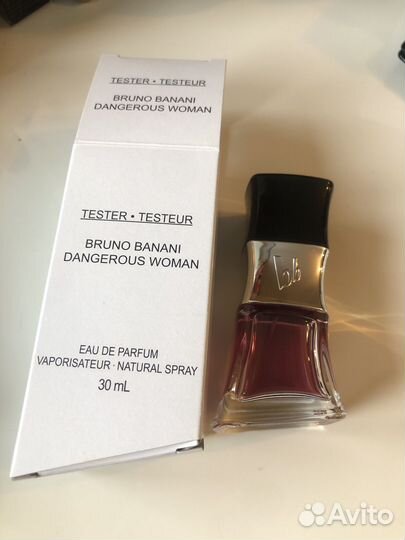 TESTER • TESTEUR
BRUNO BANANI
DANGEROUS WOMAN
TESTER • TESTEUR
BRUNO BANANI
DANGEROUS WOMAN
EAU DE PARFUM
VAPORISATEUR · NATURAL SPRAY
30 mL
Avito